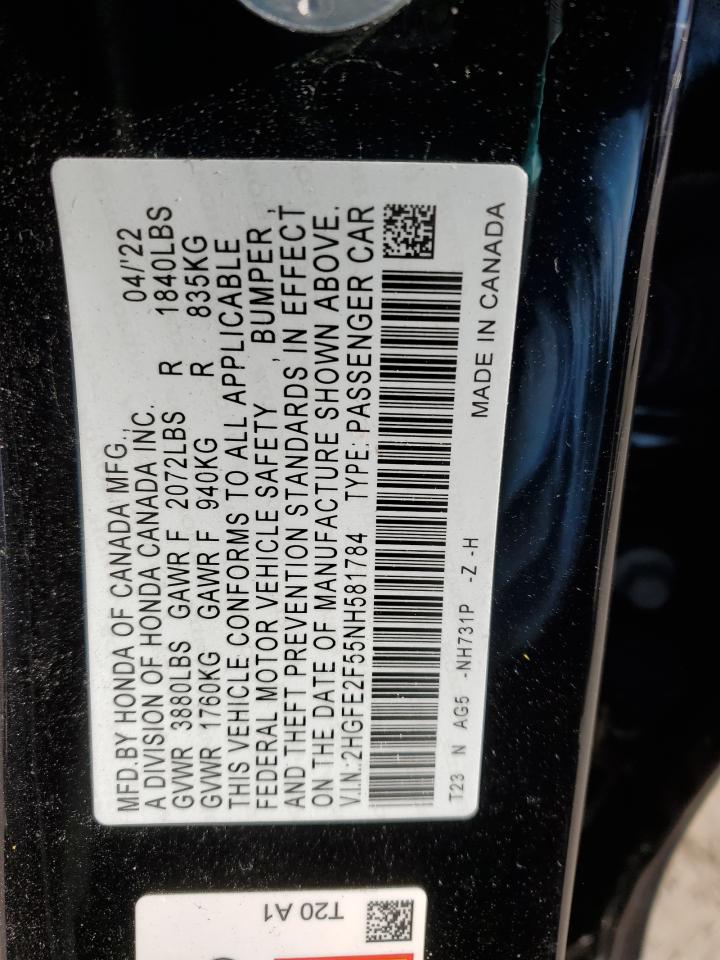 MFD.BY HONDA OF CANADA MFG., 04/'22
A DIVISION OF HONDA CANADA INC.
GVWR 3880LBS GAWR F 2072LBS R 1840LBS
GVWR 1760KG GAWR F 940KG R 835KG
THIS VEHICLE CONFORMS TO ALL APPLICABLE
FEDERAL MOTOR VEHICLE SAFETY , BUMPER ,
AND THEFT PREVENTION STANDARDS IN EFFECT
ON THE DATE OF MANUFACTURE SHOWN ABOVE.
V.I.N.:2HGFE2F55NH581784 TYPE: PASSENGER CAR
T23 N AG5 -NH731P -Z -H
MADE IN CANADA
T20 A1